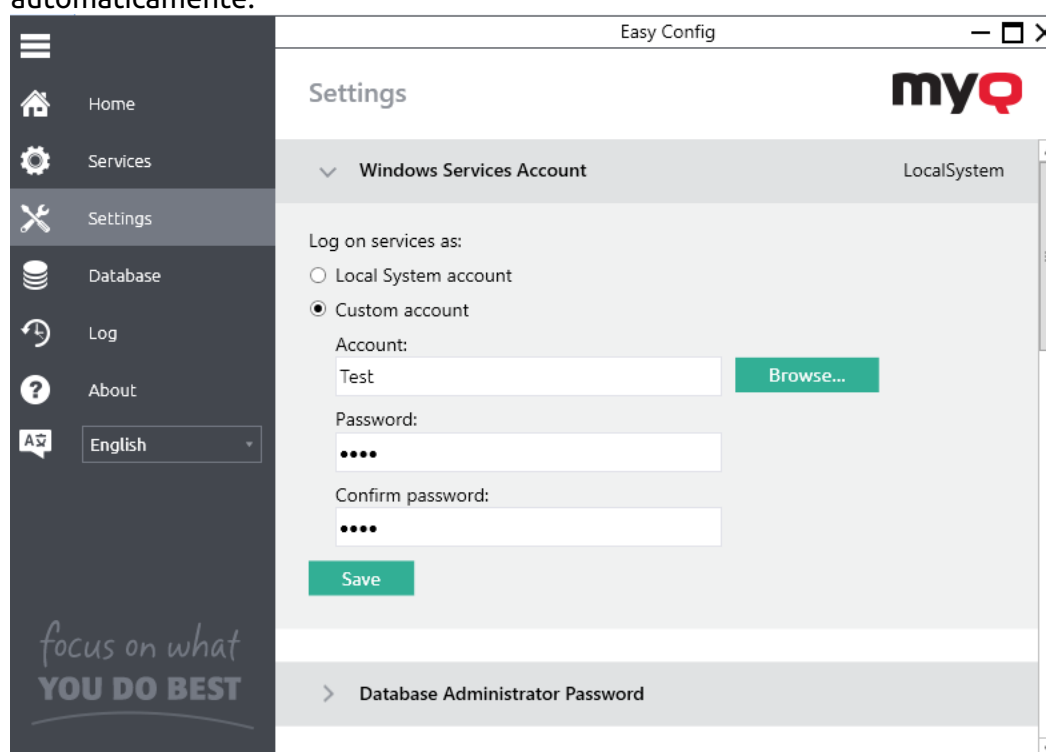 automaticamente.
Easy Config
Home
Services
Settings
Database
Log
About
English
focus on what
YOU DO BEST
Settings
myQ
Windows Services Account
LocalSystem
Log on services as:
Local System account
Custom account
Account:
Test
Browse...
Password:
••••
Confirm password:
••••
Save
Database Administrator Password